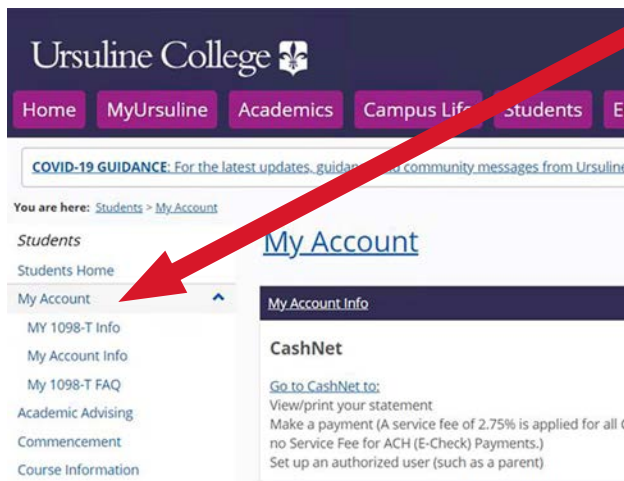 Ursuline College
Home MyUrsuline Academics Campus Life Students E
COVID-19 GUIDANCE: For the latest updates, community messages from Ursuline
You are here: Students > My Account
Students
My Account
Students Home
My Account
My Account Info
MY 1098-T Info
CashNet
My Account Info
My 1098-T FAQ
Go to CashNet to:
View/print your statement
Academic Advising
Make a payment (A service fee of 2.75% is applied for all
Commencement
no Service Fee for ACH (E-Check) Payments.)
Course Information
Set up an authorized user (such as a parent)